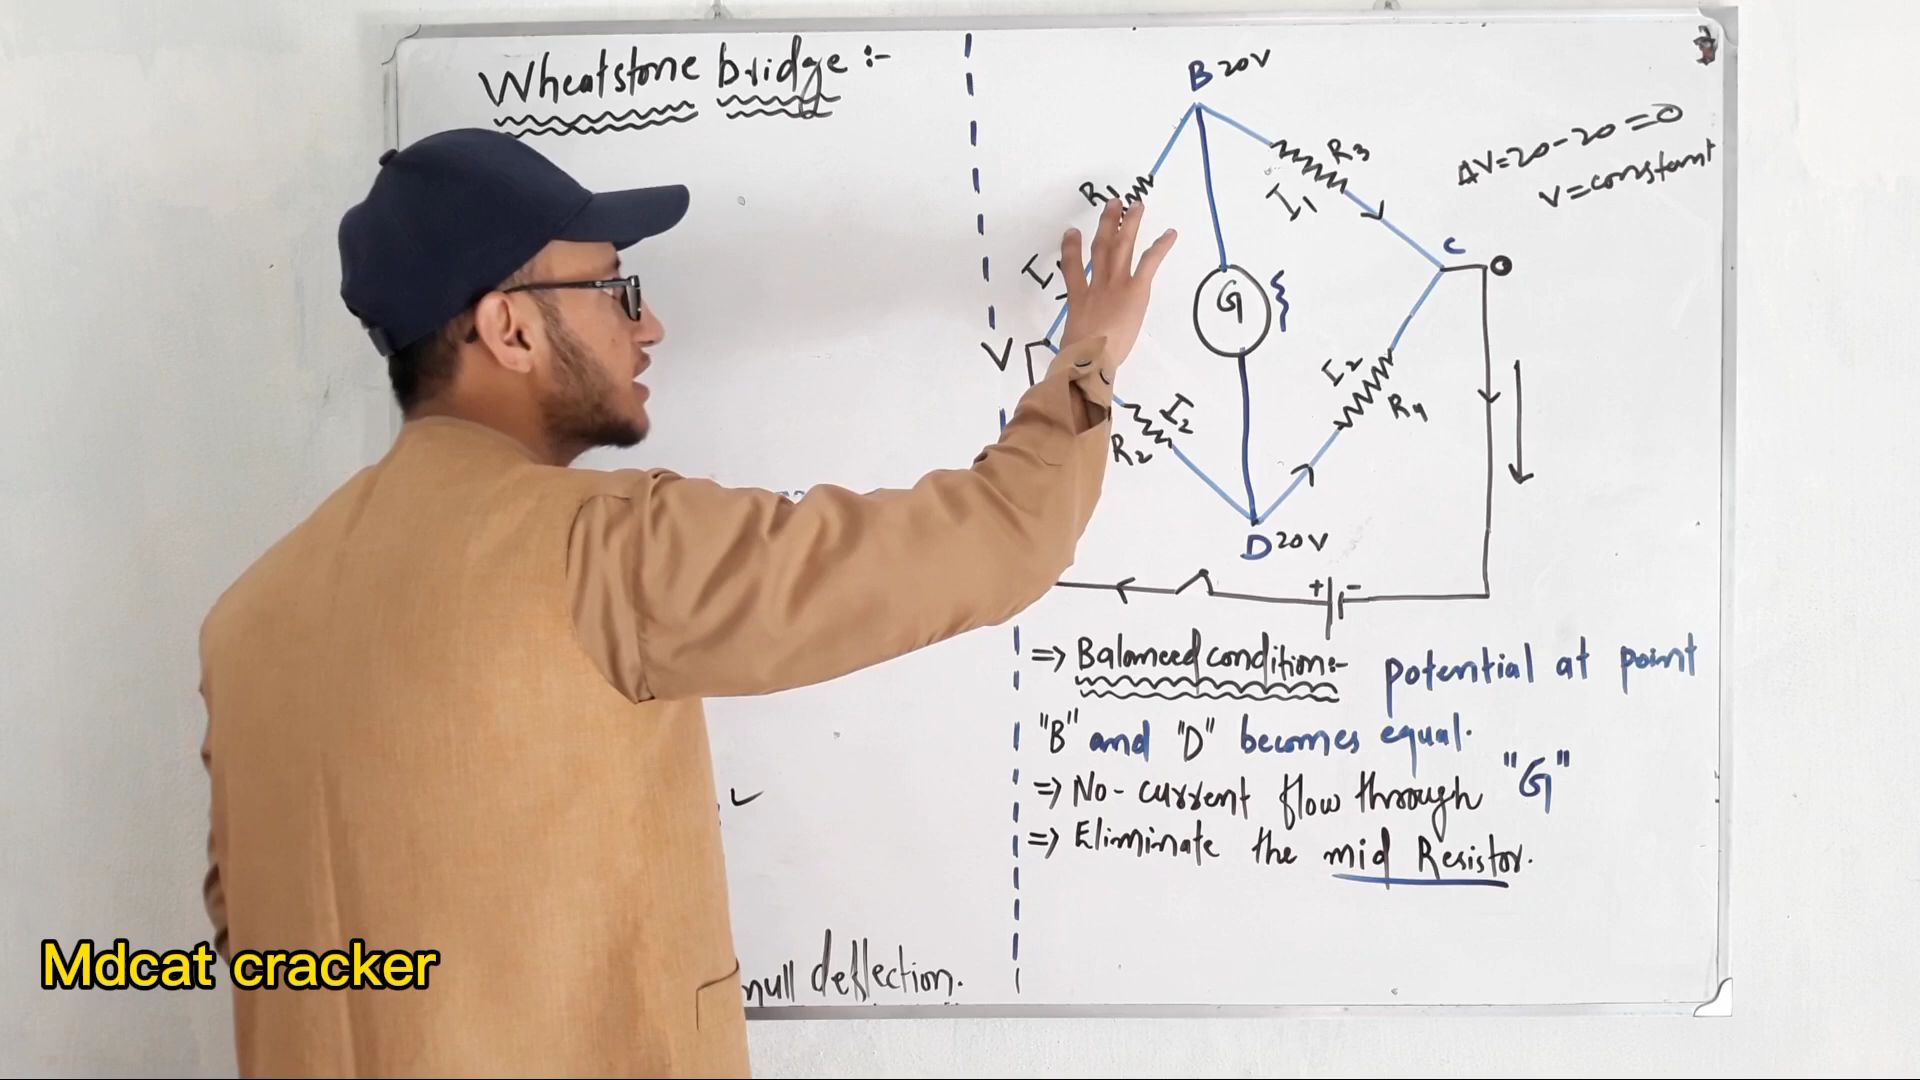 Wheatstone bridge :-
B 20V
R1
R3
I1
ΔV=20-20=0
V=constant
C
I
G
I2
R4
I2
R2
D 20V
+ -
=> Balanced condition:- potential at point
"B" and "D" becomes equal.
=> No-current flow through "G"
=> Eliminate the mid Resistor.
null deflection.
Mdcat cracker